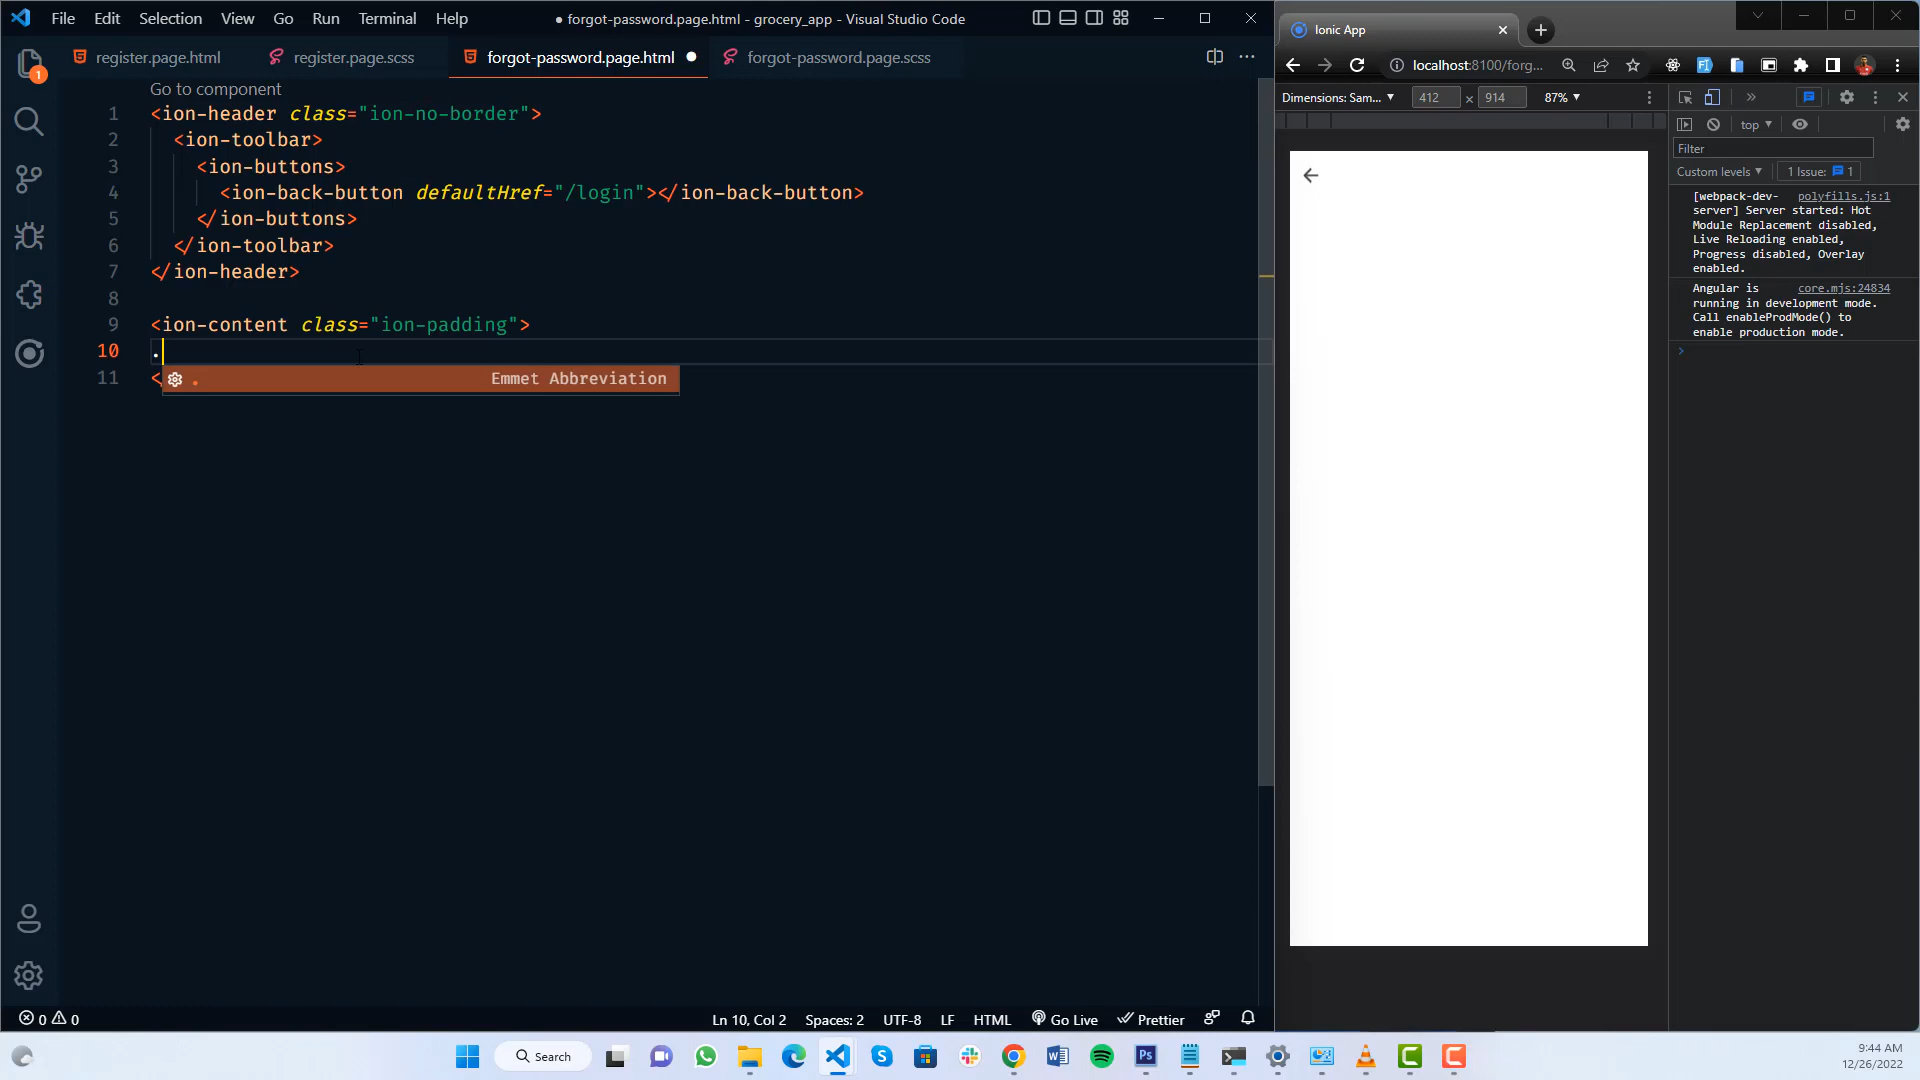 File Edit Selection View Go Run Terminal Help
● forgot-password.page.html - grocery_app - Visual Studio Code
register.page.html
register.page.scss
forgot-password.page.html
forgot-password.page.scss
1
Go to component
1 <ion-header class="ion-no-border">
2 <ion-toolbar>
3 <ion-buttons>
4 <ion-back-button defaultHref="/login"></ion-back-button>
5 </ion-buttons>
6 </ion-toolbar>
7 </ion-header>
8
9 <ion-content class="ion-padding">
10 .
11 <
. Emmet Abbreviation
0 0
Ln 10, Col 2 Spaces: 2 UTF-8 LF HTML Go Live Prettier
Ionic App
localhost:8100/forg...
Dimensions: Sam... 412 × 914 87%
top
Filter
Custom levels 1 Issue: 1
[webpack-dev- polyfills.js:1
server] Server started: Hot
Module Replacement disabled,
Live Reloading enabled,
Progress disabled, Overlay
enabled.
Angular is core.mjs:24834
running in development mode.
Call enableProdMode() to
enable production mode.
Search
9:44 AM
12/26/2022